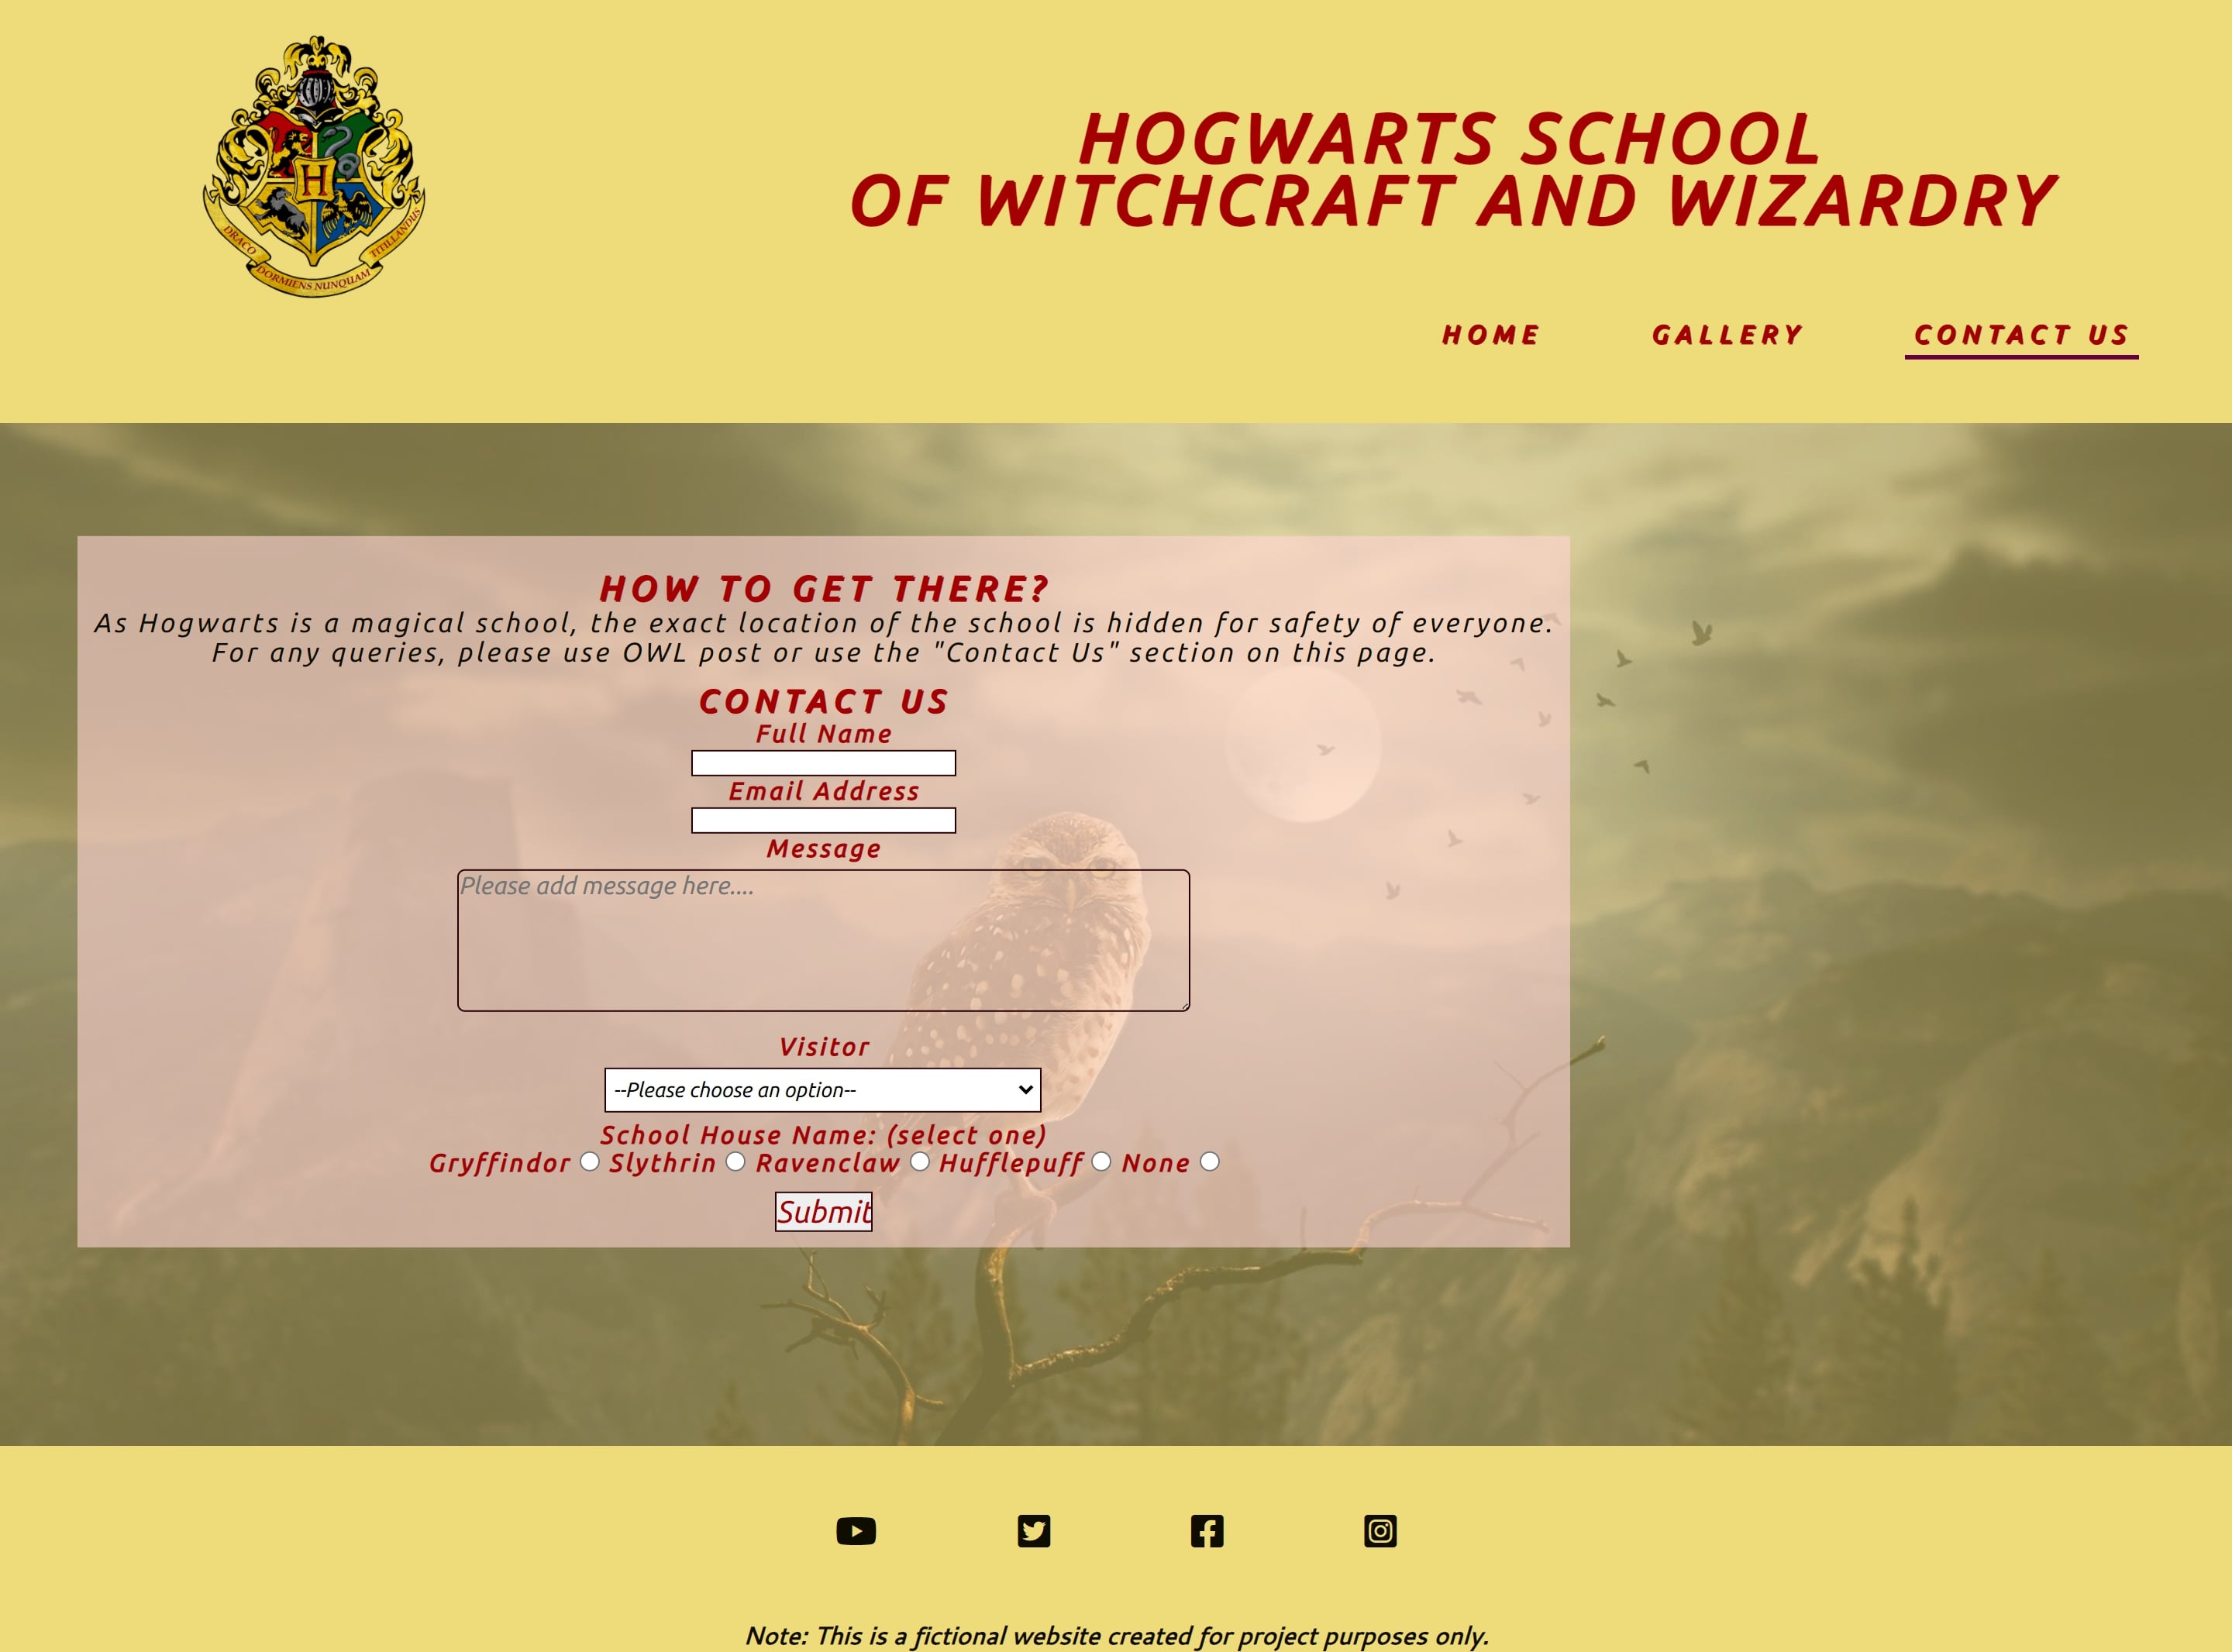 H
DRACO DORMIENS NUNQUAM TITILLANDUS
HOGWARTS SCHOOL
OF WITCHCRAFT AND WIZARDRY
HOME GALLERY CONTACT US
HOW TO GET THERE?
As Hogwarts is a magical school, the exact location of the school is hidden for safety of everyone.
For any queries, please use OWL post or use the "Contact Us" section on this page.
CONTACT US
Full Name
Email Address
Message
Please add message here....
Visitor
--Please choose an option--
School House Name: (select one)
Gryffindor Slythrin Ravenclaw Hufflepuff None
Submit
Note: This is a fictional website created for project purposes only.